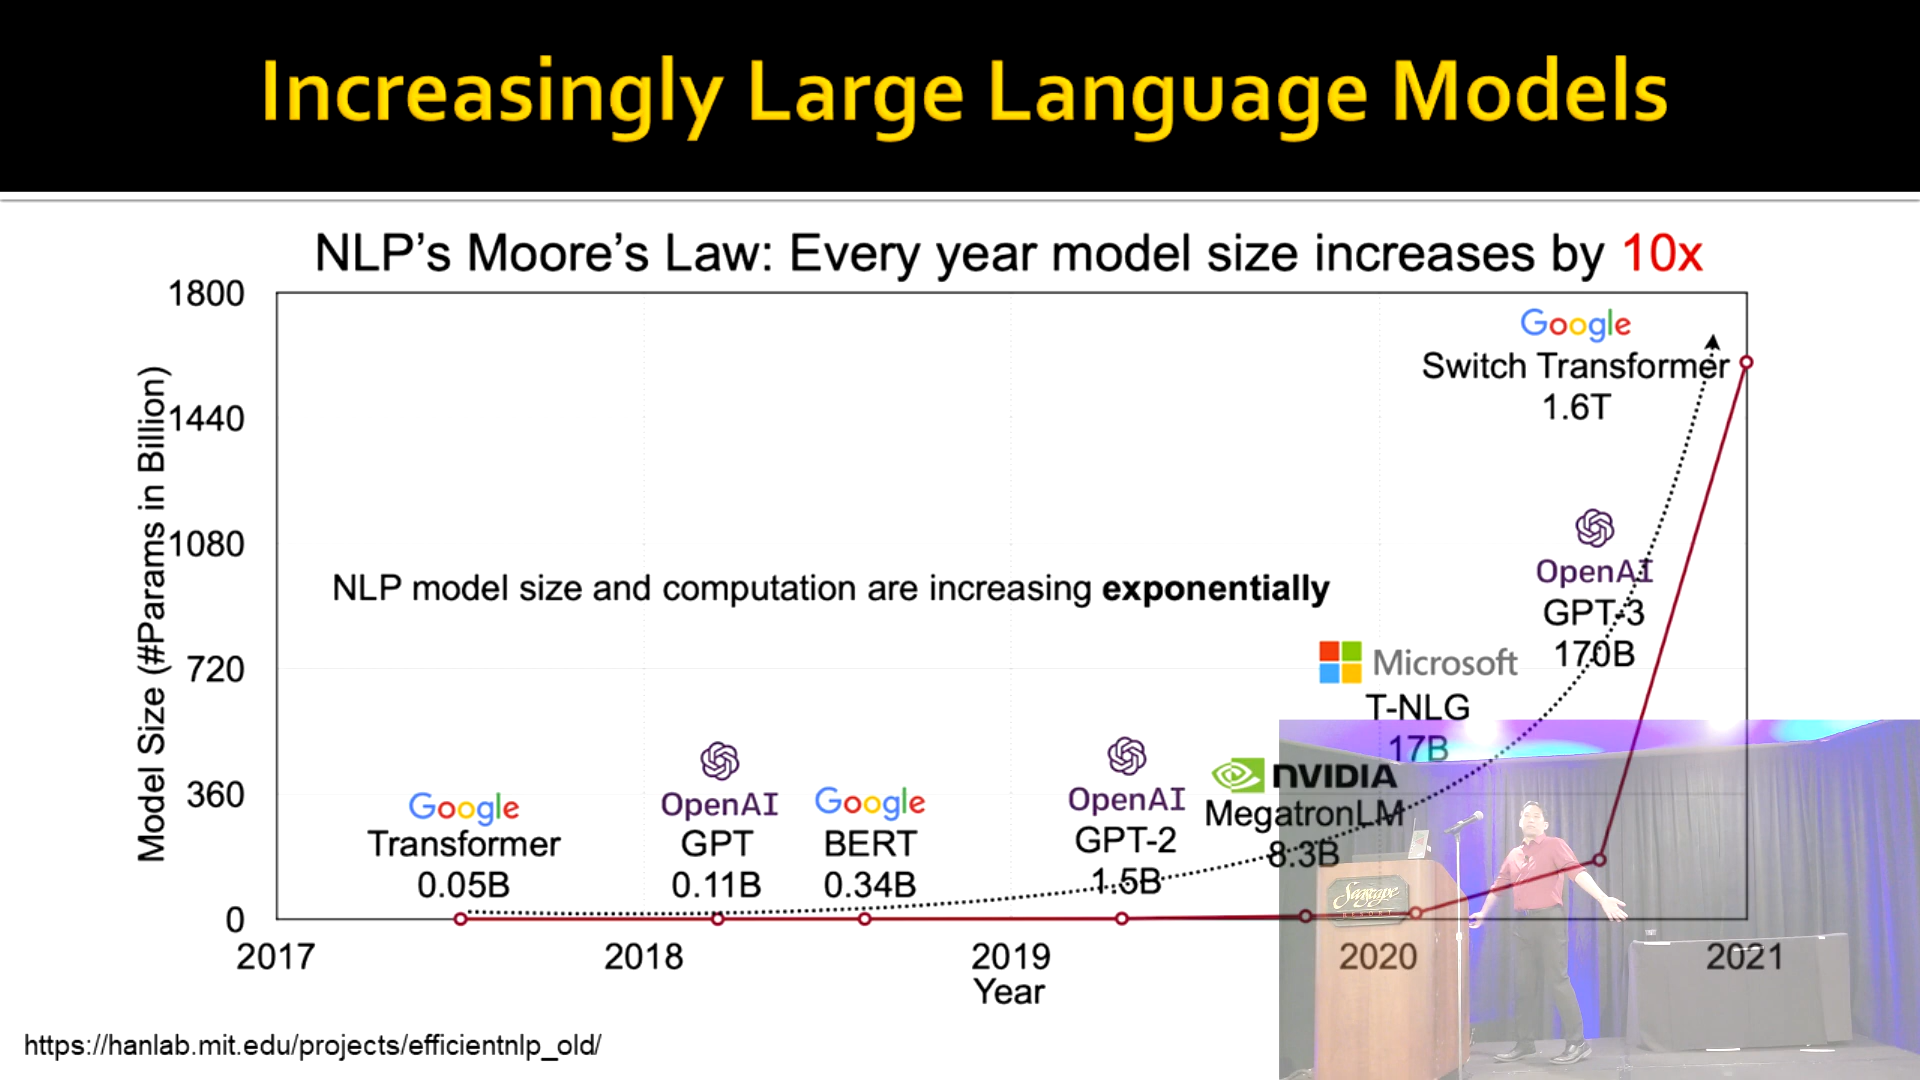 Increasingly Large Language Models
NLP's Moore's Law: Every year model size increases by 10x
Model Size (#Params in Billion)
1800
1440
1080
720
360
0
NLP model size and computation are increasing exponentially
Google
Transformer
0.05B
OpenAI
GPT
0.11B
Google
BERT
0.34B
OpenAI
GPT-2
1.5B
NVIDIA
MegatronLM
8.3B
Microsoft
T-NLG
17B
OpenAI
GPT-3
170B
Google
Switch Transformer
1.6T
2017
2018
2019
2020
2021
Year
Seascape
RESORT
https://hanlab.mit.edu/projects/efficientnlp_old/